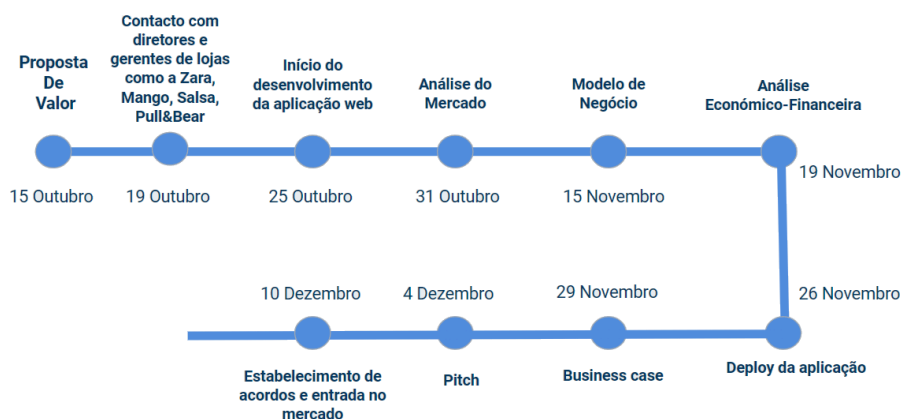 Proposta
De
Valor
15 Outubro
Contacto com
diretores e
gerentes de lojas
como a Zara,
Mango, Salsa,
Pull&Bear
19 Outubro
Início do
desenvolvimento
da aplicação web
25 Outubro
Análise do
Mercado
31 Outubro
Modelo de
Negócio
15 Novembro
Análise
Económico-Financeira
19 Novembro
26 Novembro
Deploy da aplicação
29 Novembro
Business case
4 Dezembro
Pitch
10 Dezembro
Estabelecimento de
acordos e entrada no
mercado